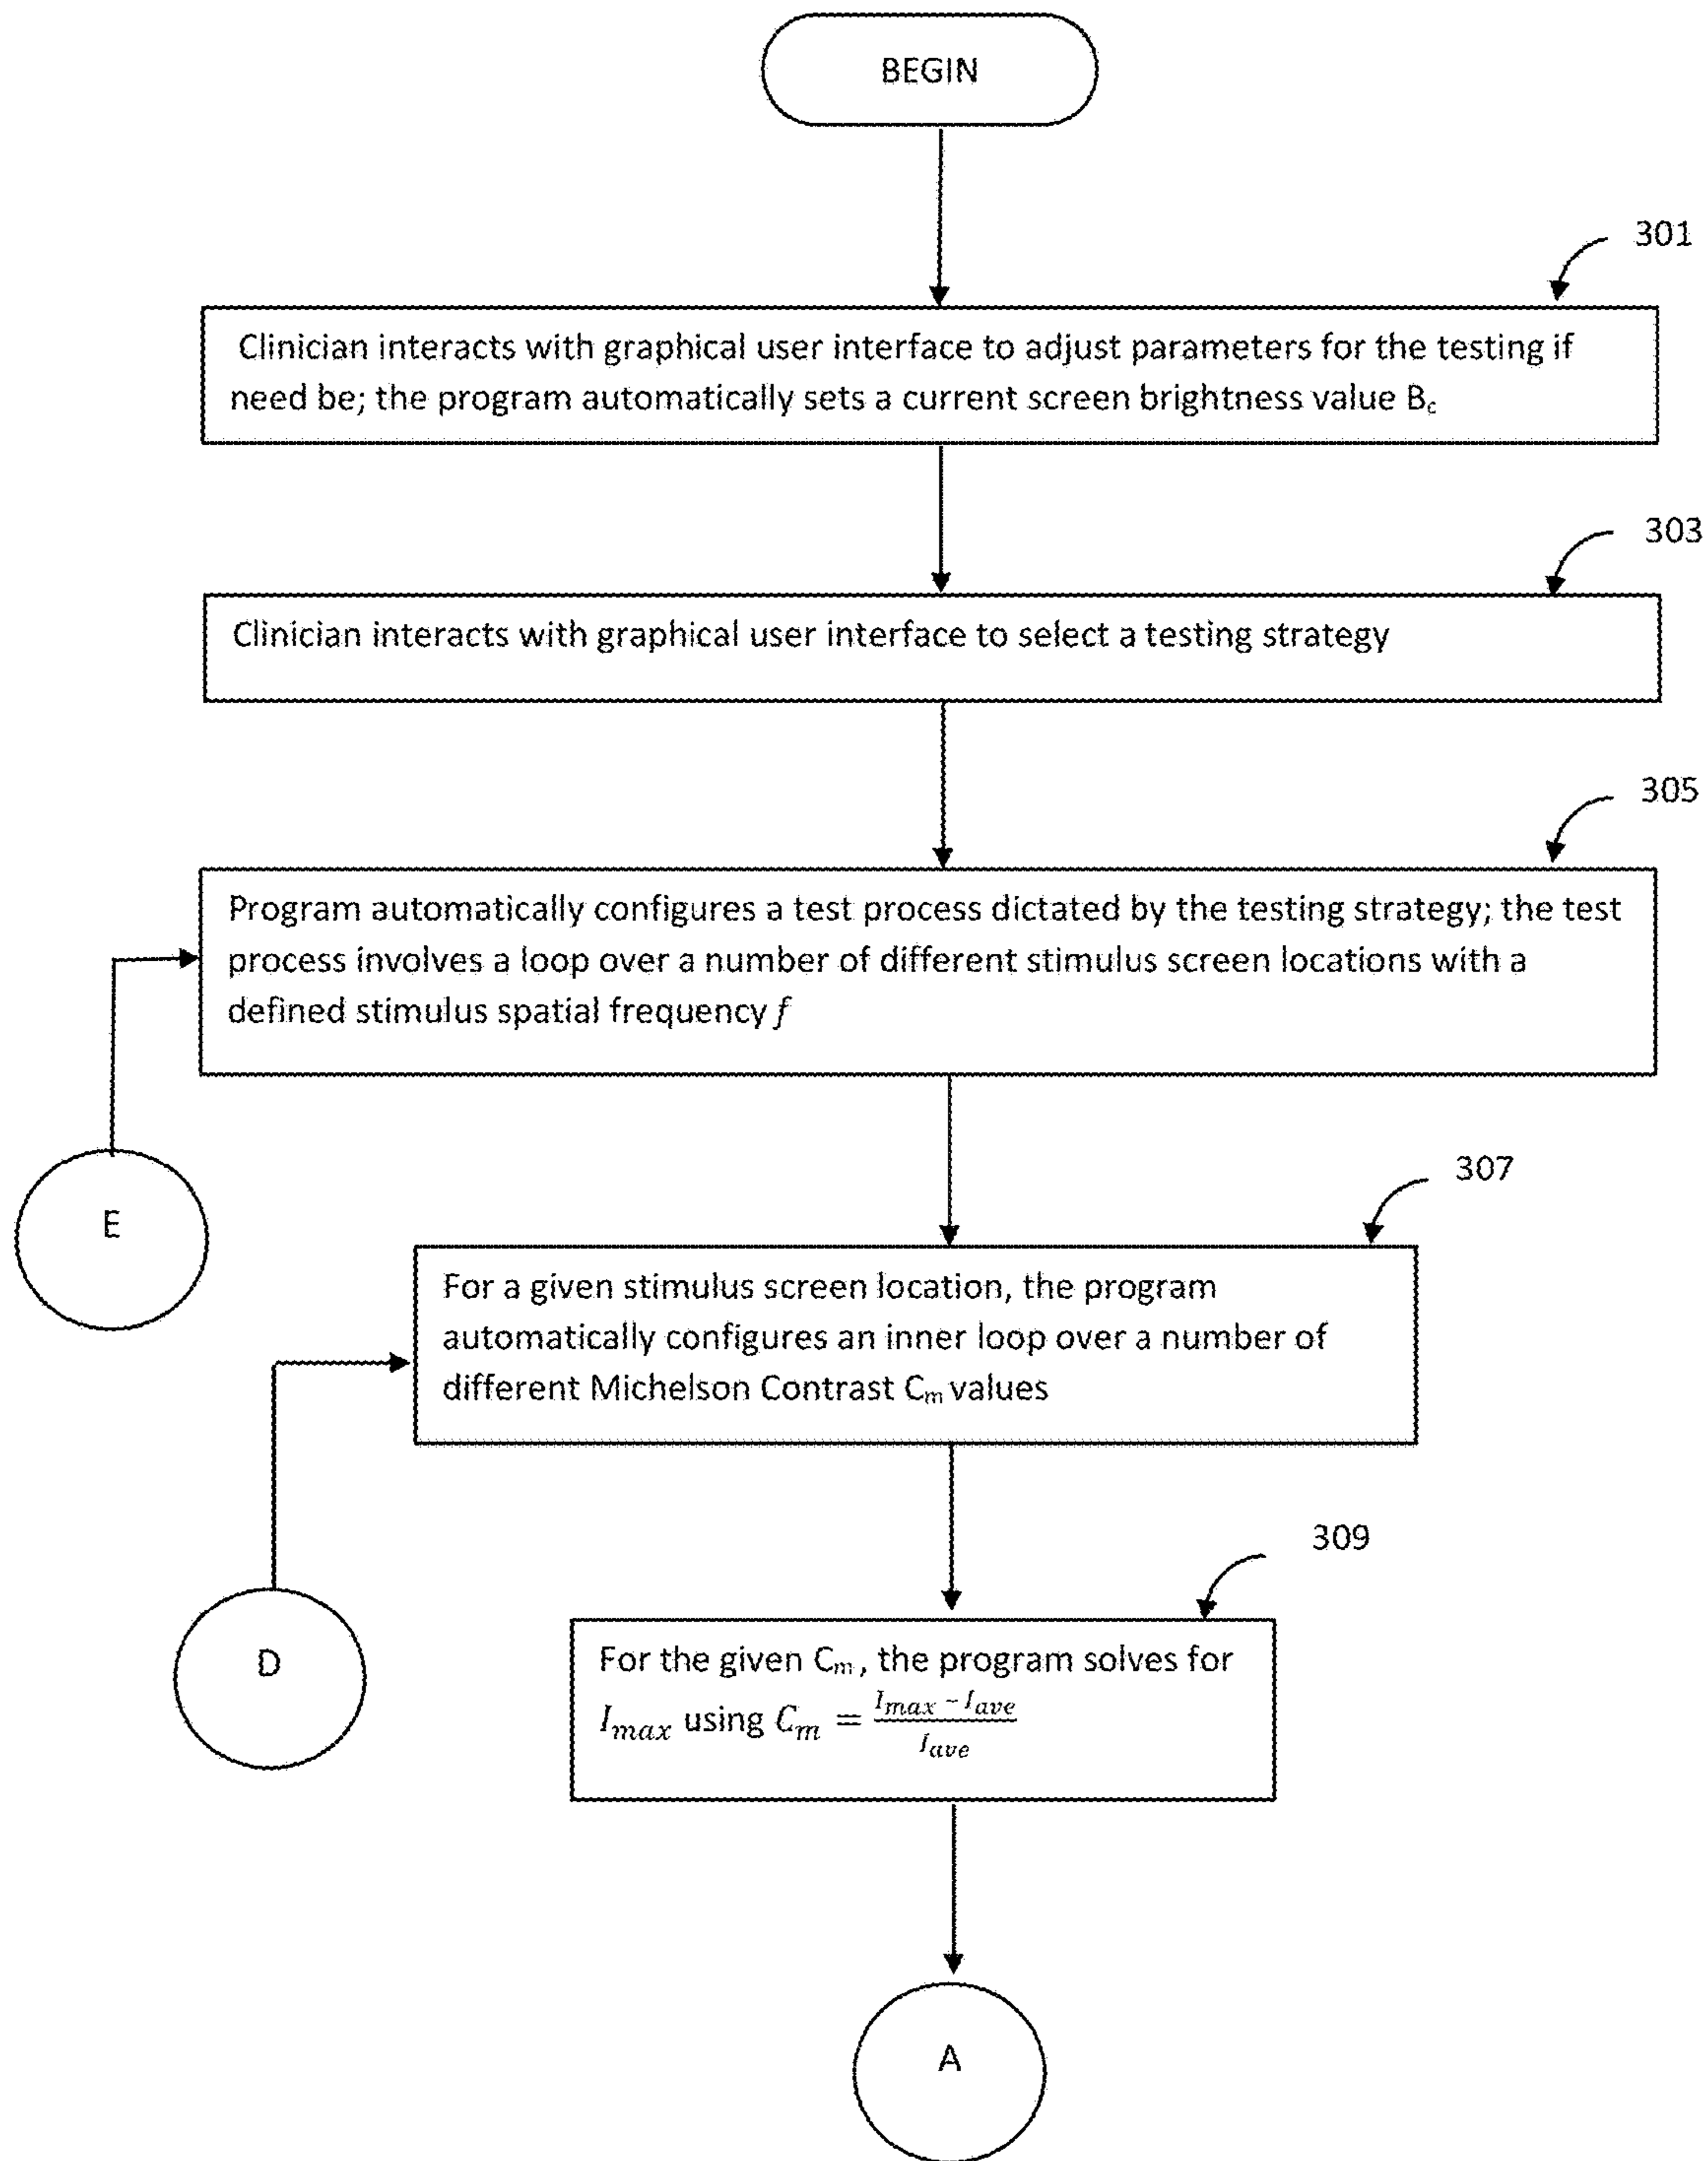 BEGIN
301
Clinician interacts with graphical user interface to adjust parameters for the testing if
need be; the program automatically sets a current screen brightness value Bc
303
Clinician interacts with graphical user interface to select a testing strategy
305
Program automatically configures a test process dictated by the testing strategy; the test
process involves a loop over a number of different stimulus screen locations with a
defined stimulus spatial frequency f
E
307
For a given stimulus screen location, the program
automatically configures an inner loop over a number of
different Michelson Contrast Cm values
D
309
For the given Cm, the program solves for
Imax using Cm = (Imax - Iave) / Iave
A